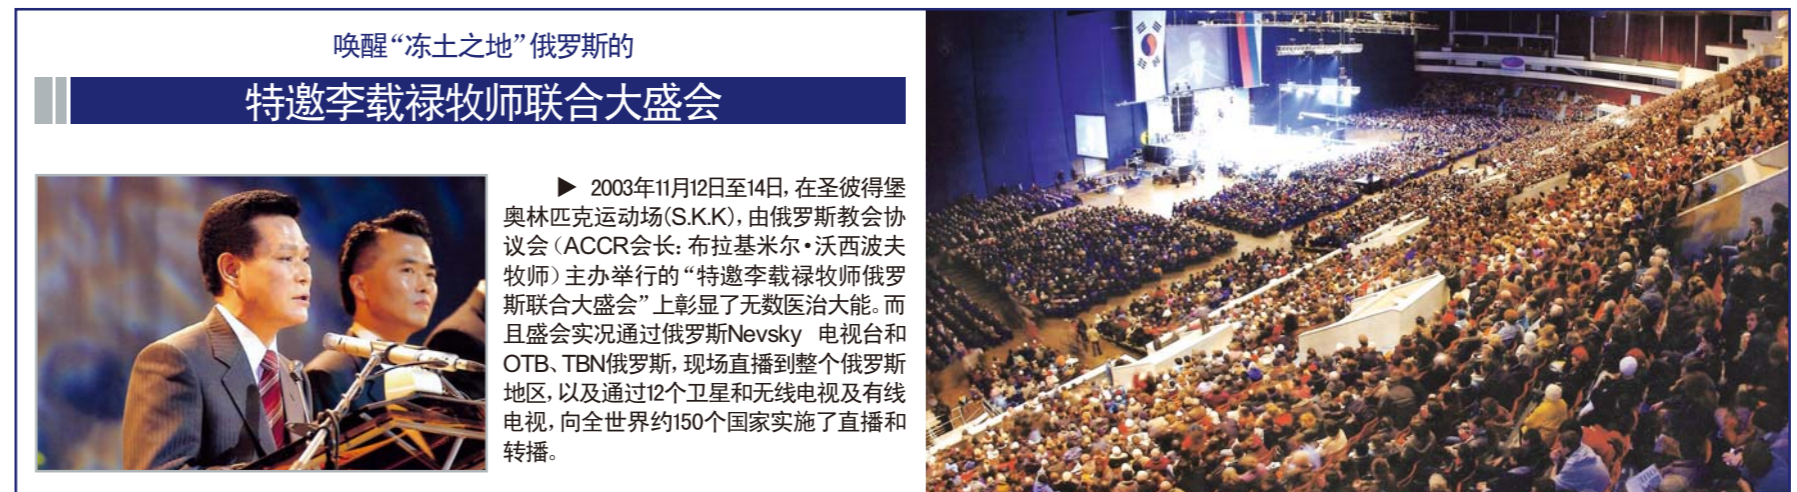 唤醒“冻土之地”俄罗斯的
特邀李载禄牧师联合大盛会
▶ 2003年11月12日至14日, 在圣彼得堡
奥林匹克运动场(S.K.K), 由俄罗斯教会协
议会(ACCR会长: 布拉基米尔•沃西波夫
牧师)主办举行的“特邀李载禄牧师俄罗
斯联合大盛会”上彰显了无数医治大能。而
且盛会实况通过俄罗斯Nevsky 电视台和
OTB、TBN俄罗斯, 现场直播到整个俄罗斯
地区, 以及通过12个卫星和无线电视及有线
电视, 向全世界约150个国家实施了直播和
转播。